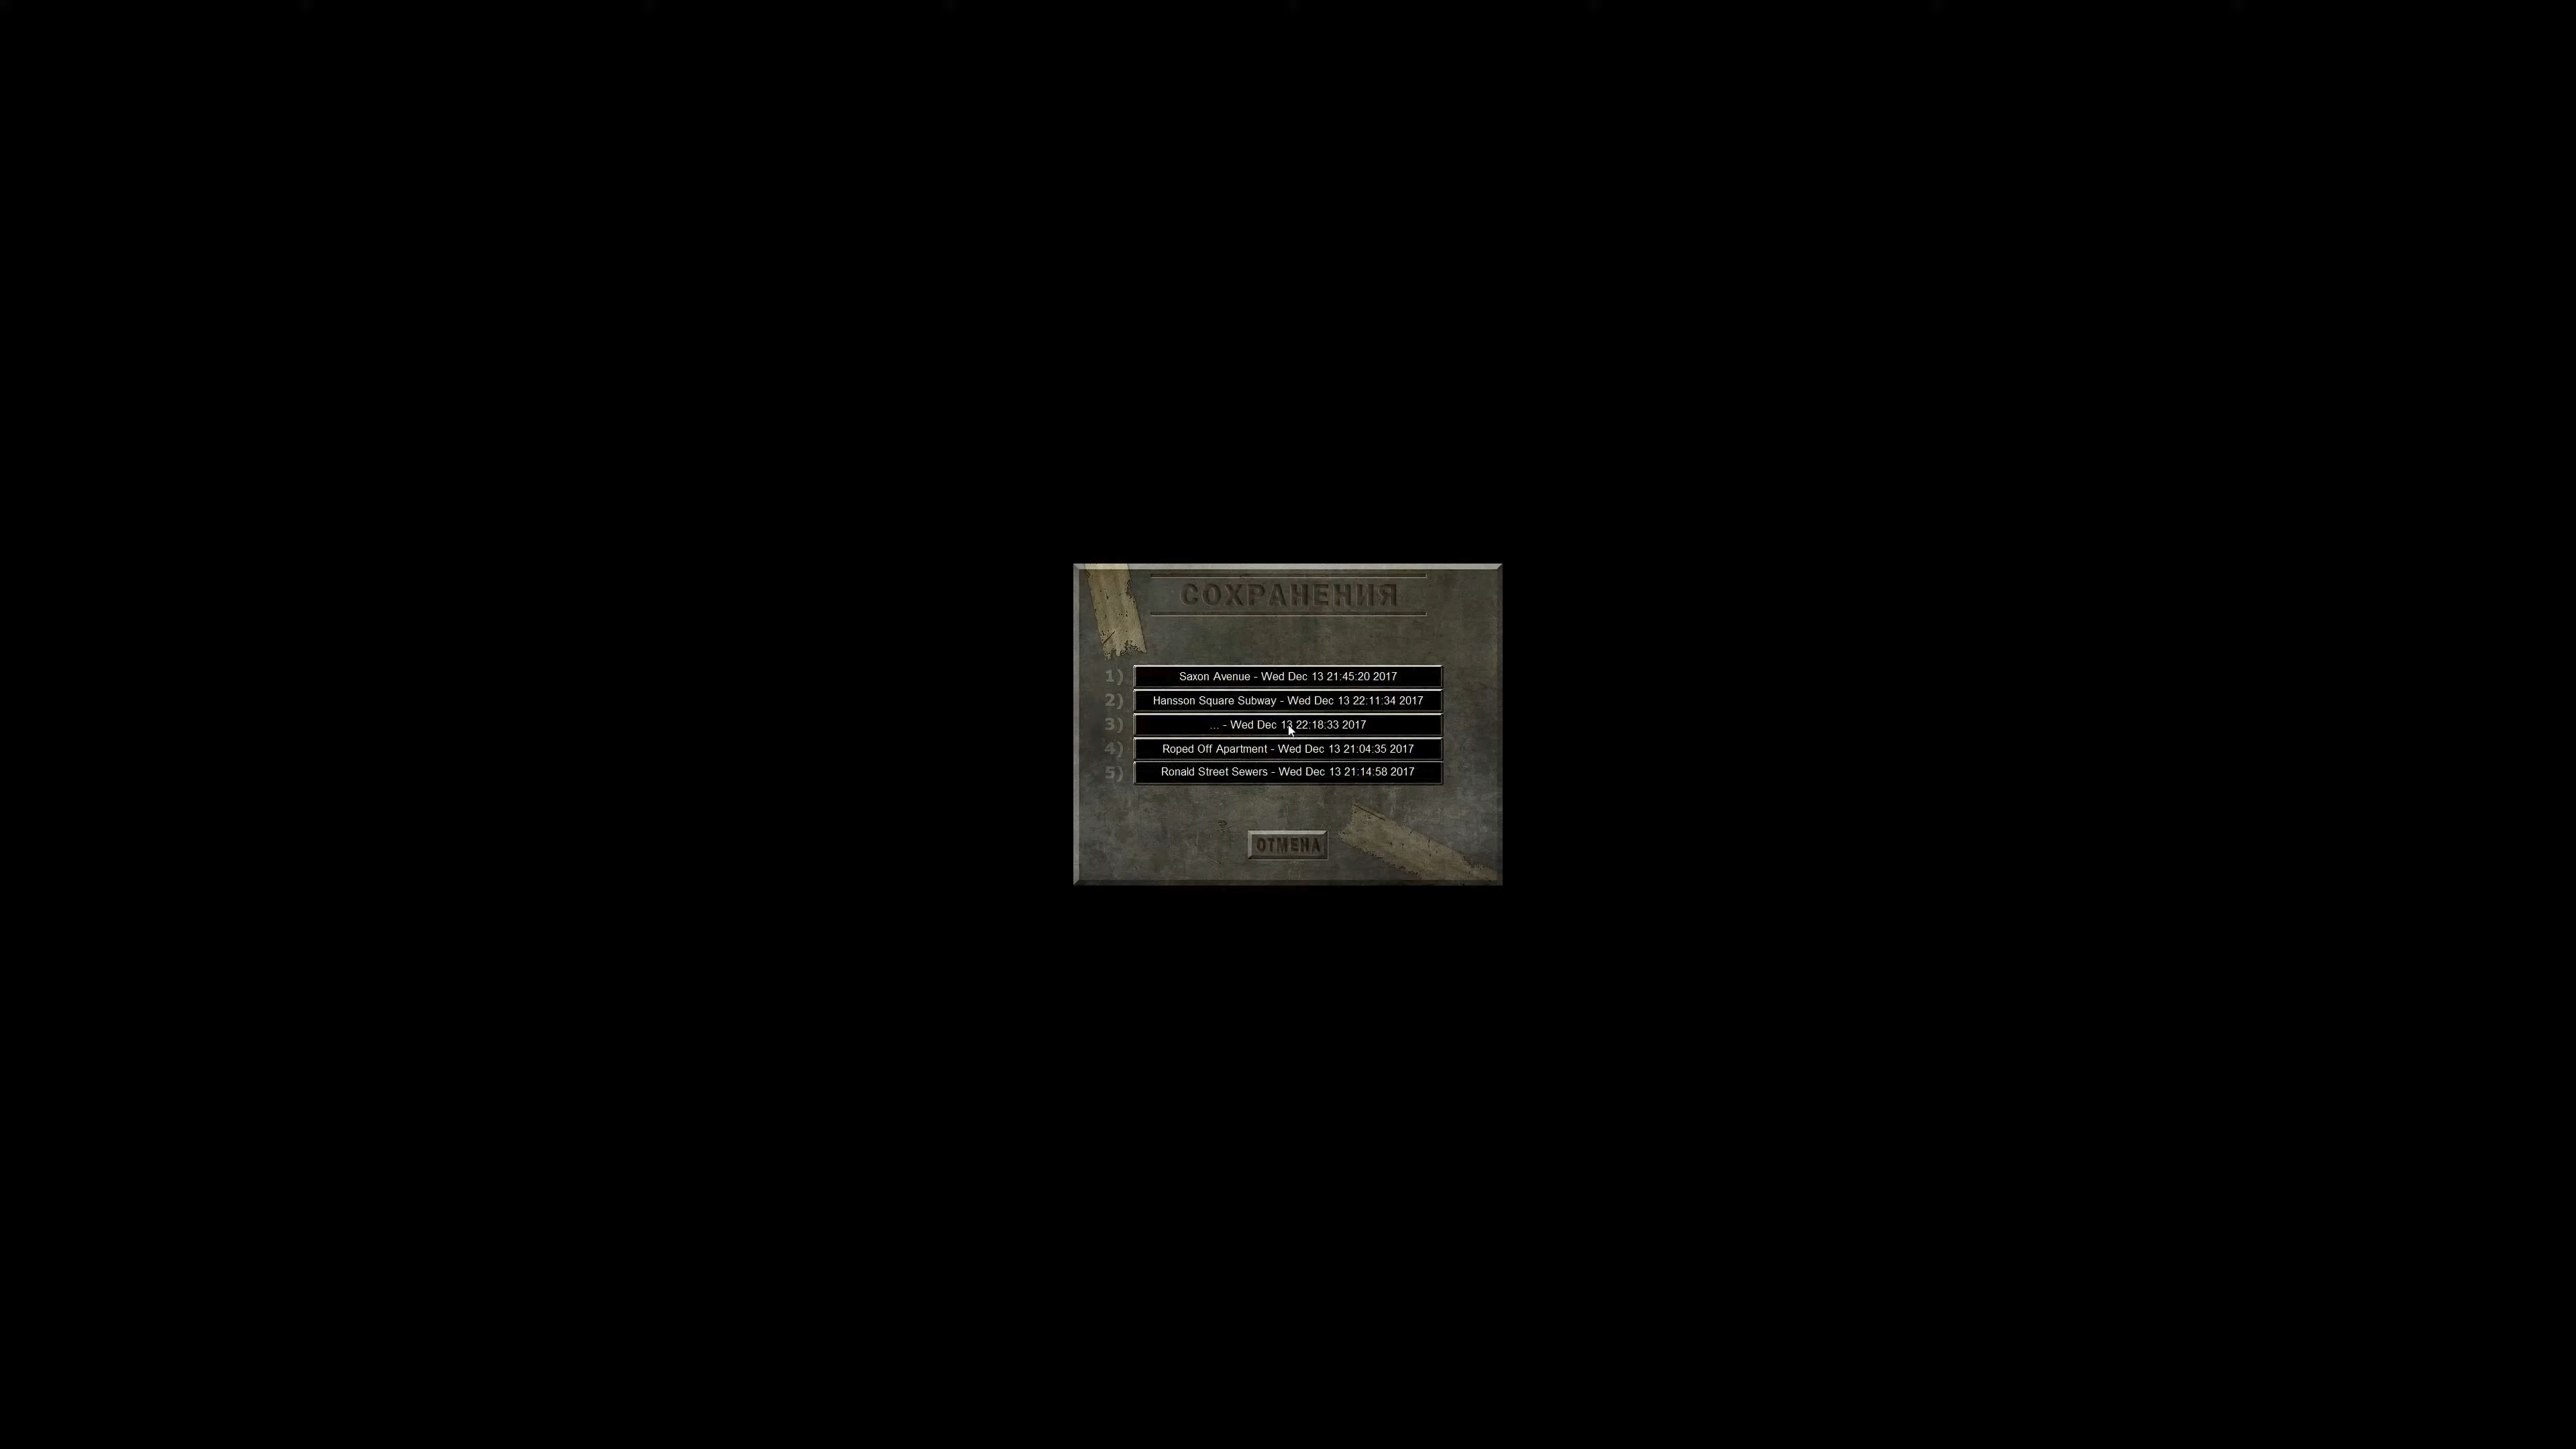 СОХРАНЕНИЯ
1) Saxon Avenue - Wed Dec 13 21:45:20 2017
2) Hansson Square Subway - Wed Dec 13 22:11:34 2017
3) ... - Wed Dec 13 22:18:33 2017
4) Roped Off Apartment - Wed Dec 13 21:04:35 2017
5) Ronald Street Sewers - Wed Dec 13 21:14:58 2017
ОТМЕНА